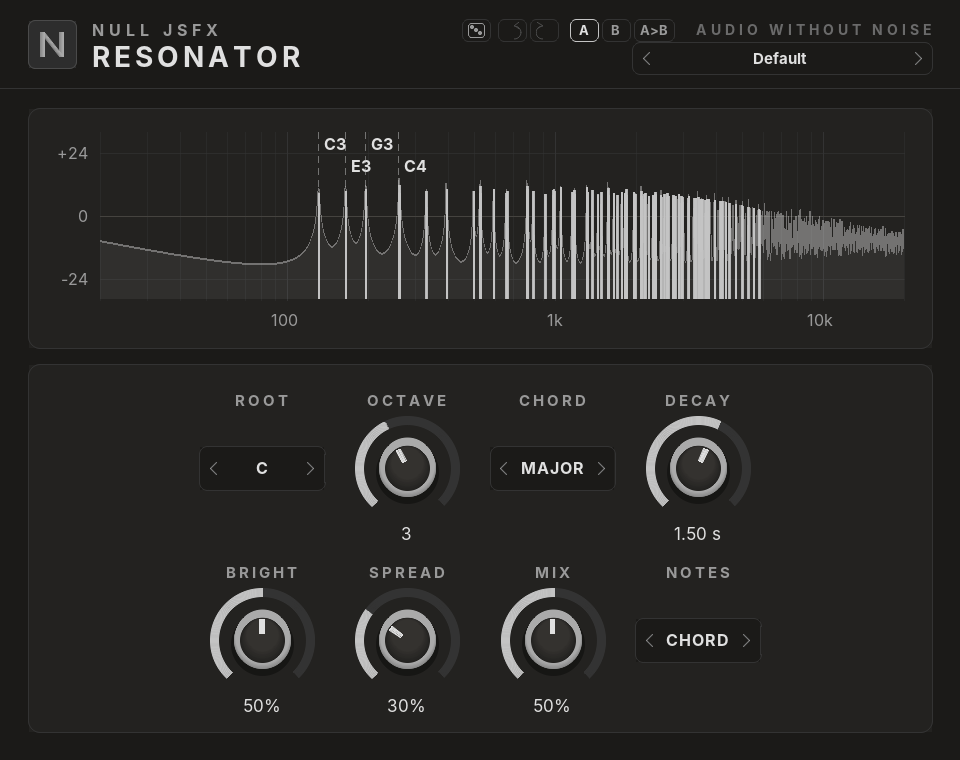 N
NULL JSFX
RESONATOR
A B A>B AUDIO WITHOUT NOISE
Default
+24
0
-24
C3 G3
E3 C4
100 1k 10k
ROOT OCTAVE CHORD DECAY
C MAJOR
3 1.50 s
BRIGHT SPREAD MIX NOTES
CHORD
50% 30% 50%